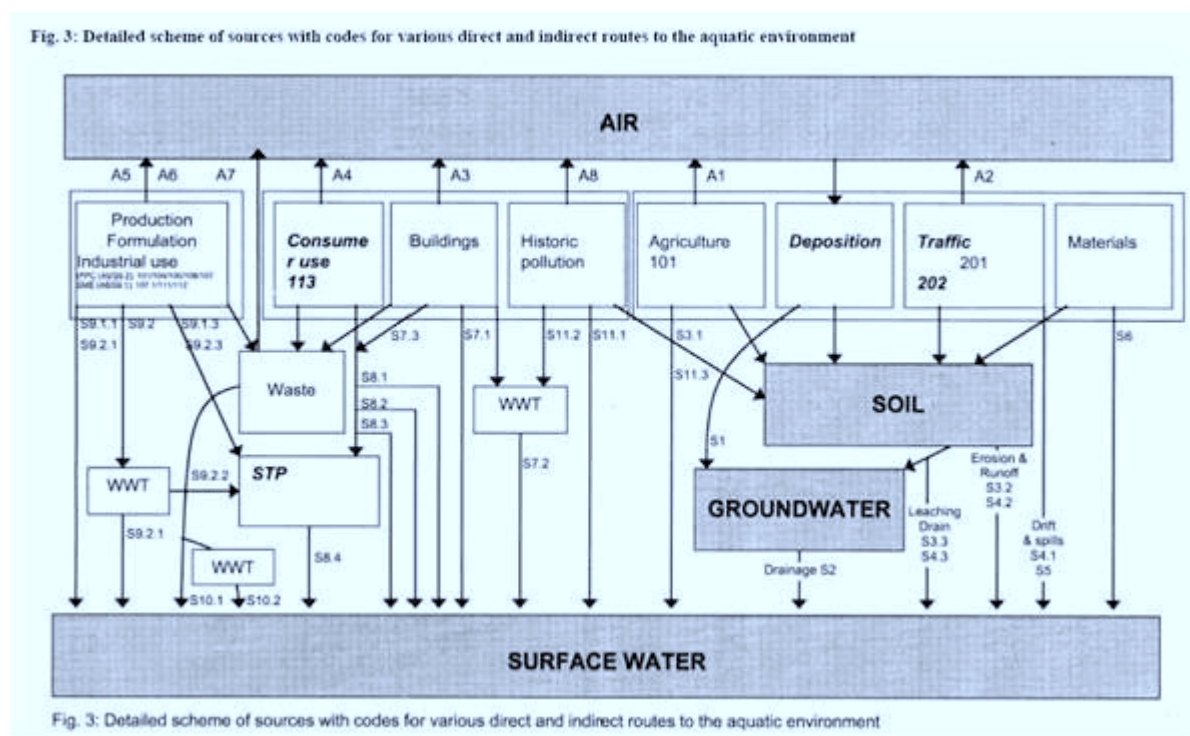 Fig. 3: Detailed scheme of sources with codes for various direct and indirect routes to the aquatic environment
AIR
A5 A6 A7 A4 A3 A8 A1 A2
Production
Formulation
Industrial use
Consume
r use
113
Buildings
Historic
pollution
Agriculture
101
Deposition
Traffic
201
202
Materials
S9.1.1 S9.2 S9.1.3
S9.2.1 S9.2.3
S7.3 S7.1 S11.2 S11.1 S3.1 S6
Waste
S8.1
S8.2
S8.3
WWT
S11.3
SOIL
S1
S7.2
WWT
S9.2.2
STP
GROUNDWATER
Erosion &
Runoff
S3.2
S4.2
Leaching
Drain
S3.3
S4.3
Drift
& spills
S4.1
S5
S9.2.1
WWT
S8.4
Drainage S2
S10.1 S10.2
SURFACE WATER
Fig. 3: Detailed scheme of sources with codes for various direct and indirect routes to the aquatic environment